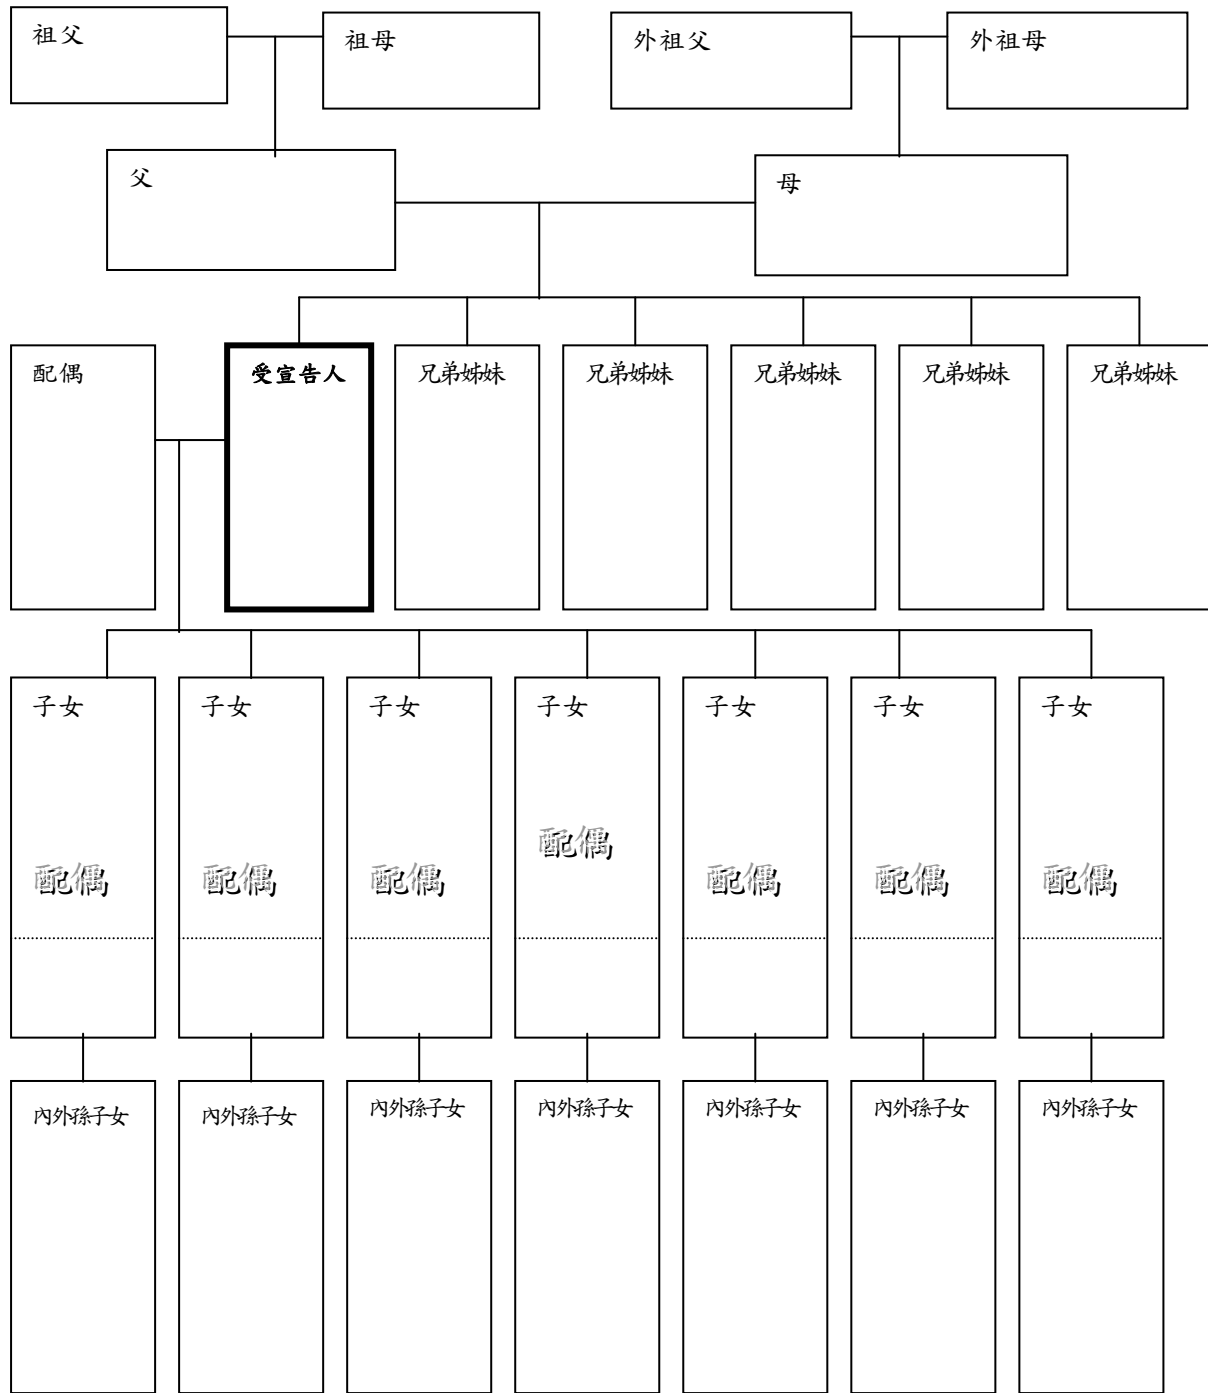 祖父
祖母
外祖父
外祖母
父
母
配偶
受宣告人
兄弟姊妹
兄弟姊妹
兄弟姊妹
兄弟姊妹
兄弟姊妹
子女
子女
子女
子女
子女
子女
子女
配偶
配偶
配偶
配偶
配偶
配偶
配偶
內外孫子女
內外孫子女
內外孫子女
內外孫子女
內外孫子女
內外孫子女
內外孫子女